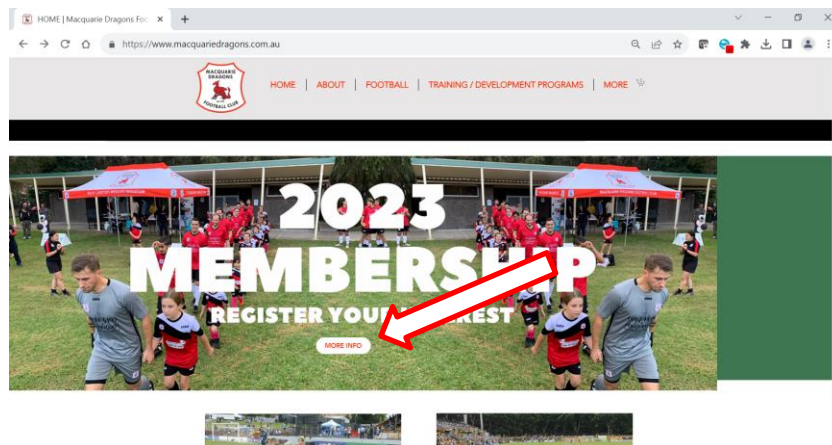 HOME | Macquarie Dragons Foo
https://www.macquariedragons.com.au
MACQUARIE
DRAGONS
FOOTBALL CLUB
HOME | ABOUT | FOOTBALL | TRAINING / DEVELOPMENT PROGRAMS | MORE
2023
MEMBERSHIP
REGISTER YOUR REST
MORE INFO